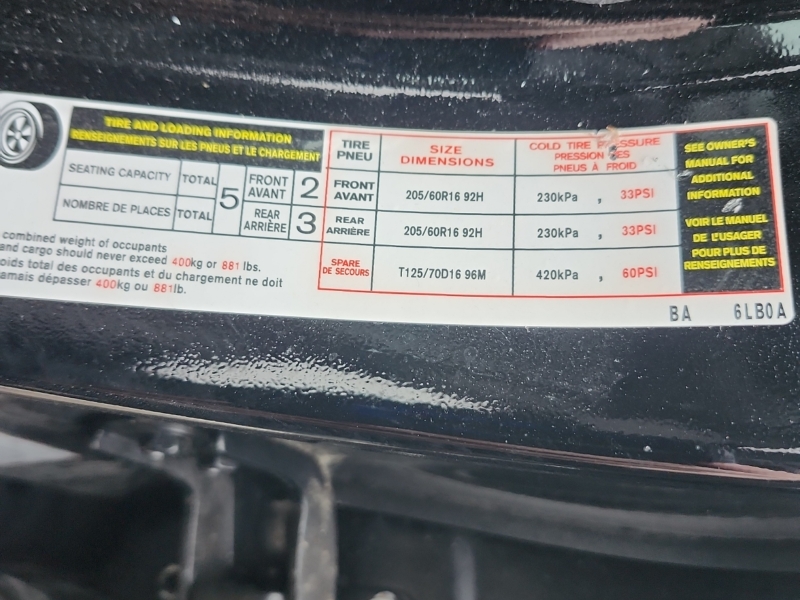 TIRE AND LOADING INFORMATION
RENSEIGNEMENTS SUR LES PNEUS ET LE CHARGEMENT
SEATING CAPACITY TOTAL 5 FRONT AVANT 2
NOMBRE DE PLACES TOTAL REAR ARRIÈRE 3
combined weight of occupants
and cargo should never exceed 400kg or 881 lbs.
oids total des occupants et du chargement ne doit
amais dépasser 400kg ou 881lb.
TIRE PNEU SIZE DIMENSIONS COLD TIRE PRESSURE PRESSION DES PNEUS À FROID
FRONT AVANT 205/60R16 92H 230kPa , 33PSI
REAR ARRIÈRE 205/60R16 92H 230kPa , 33PSI
SPARE DE SECOURS T125/70D16 96M 420kPa , 60PSI
SEE OWNER'S
MANUAL FOR
ADDITIONAL
INFORMATION
VOIR LE MANUEL
DE L'USAGER
POUR PLUS DE
RENSEIGNEMENTS
BA 6LB0A